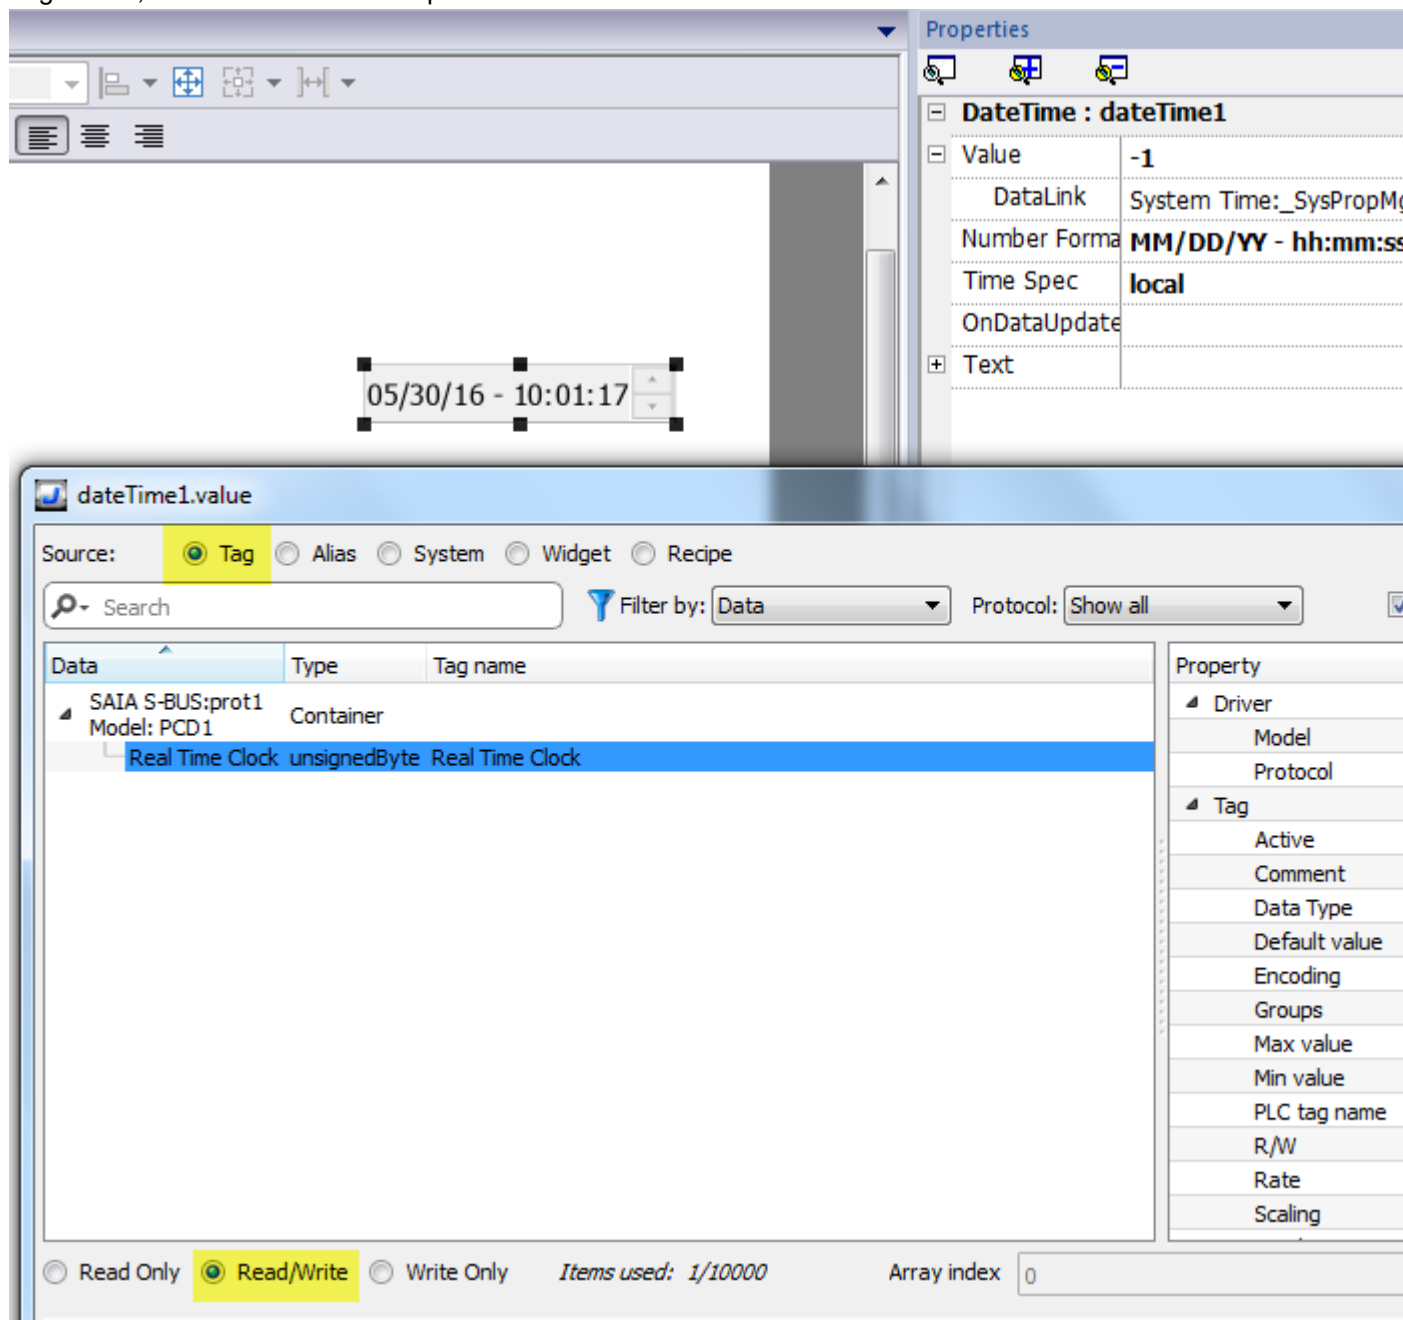 Properties
DateTime : dateTime1
Value -1
DataLink System Time:_SysPropMg
Number Forma MM/DD/YY - hh:mm:ss
Time Spec local
OnDataUpdate
Text
05/30/16 - 10:01:17
dateTime1.value
Source: Tag Alias System Widget Recipe
Search Filter by: Data Protocol: Show all
Data Type Tag name
SAIA S-BUS:prot1
Model: PCD1 Container
Real Time Clock unsignedByte Real Time Clock
Property
Driver
Model
Protocol
Tag
Active
Comment
Data Type
Default value
Encoding
Groups
Max value
Min value
PLC tag name
R/W
Rate
Scaling
Read Only Read/Write Write Only Items used: 1/10000 Array index 0